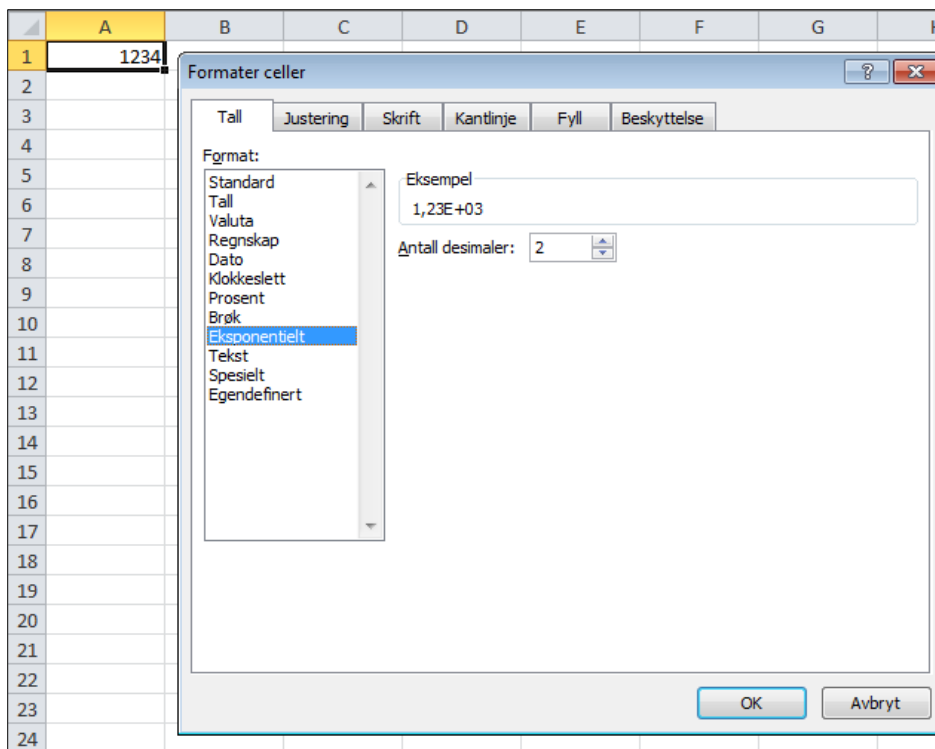 A B C D E F G
1 1234
Formater celler
2
3
4
5
6
7
8
9
10
11
12
13
14
15
16
17
18
19
20
21
22
23
24
Tall Justering Skrift Kantlinje Fyll Beskyttelse
Format:
Standard
Tall
Valuta
Regnskap
Dato
Klokkeslett
Prosent
Brøk
Eksponentielt
Tekst
Spesielt
Egendefinert
Eksempel
1,23E+03
Antall desimaler: 2
OK Avbryt